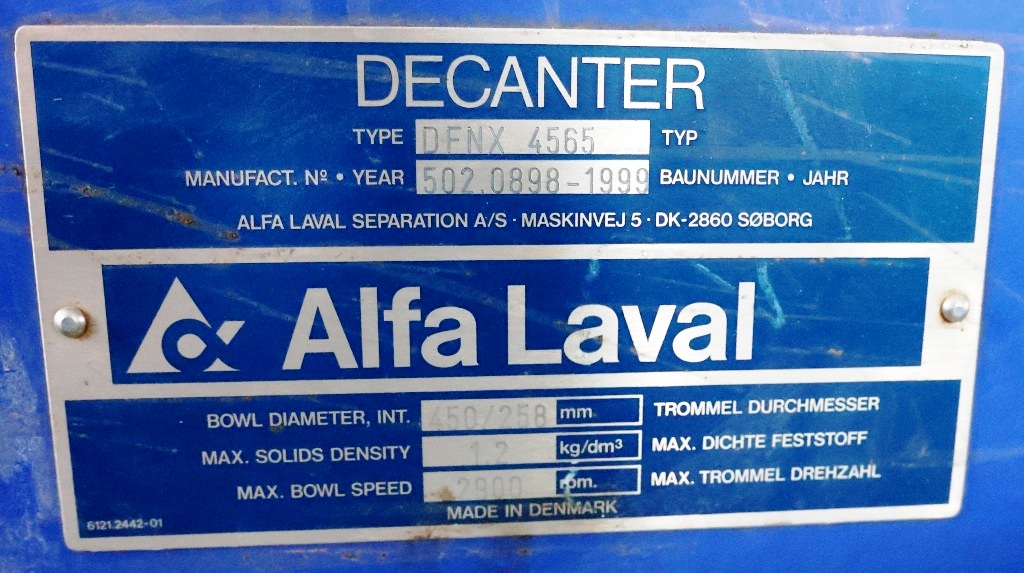 DECANTER
TYPE DFNX 4565 TYP
MANUFACT. Nº • YEAR 502.0898-1999 BAUNUMMER • JAHR
ALFA LAVAL SEPARATION A/S · MASKINVEJ 5 · DK-2860 SØBORG
Alfa Laval
BOWL DIAMETER, INT. 450/258 mm TROMMEL DURCHMESSER
MAX. SOLIDS DENSITY 1.2 kg/dm³ MAX. DICHTE FESTSTOFF
MAX. BOWL SPEED 2900 rpm. MAX. TROMMEL DREHZAHL
MADE IN DENMARK
6121.2442-01